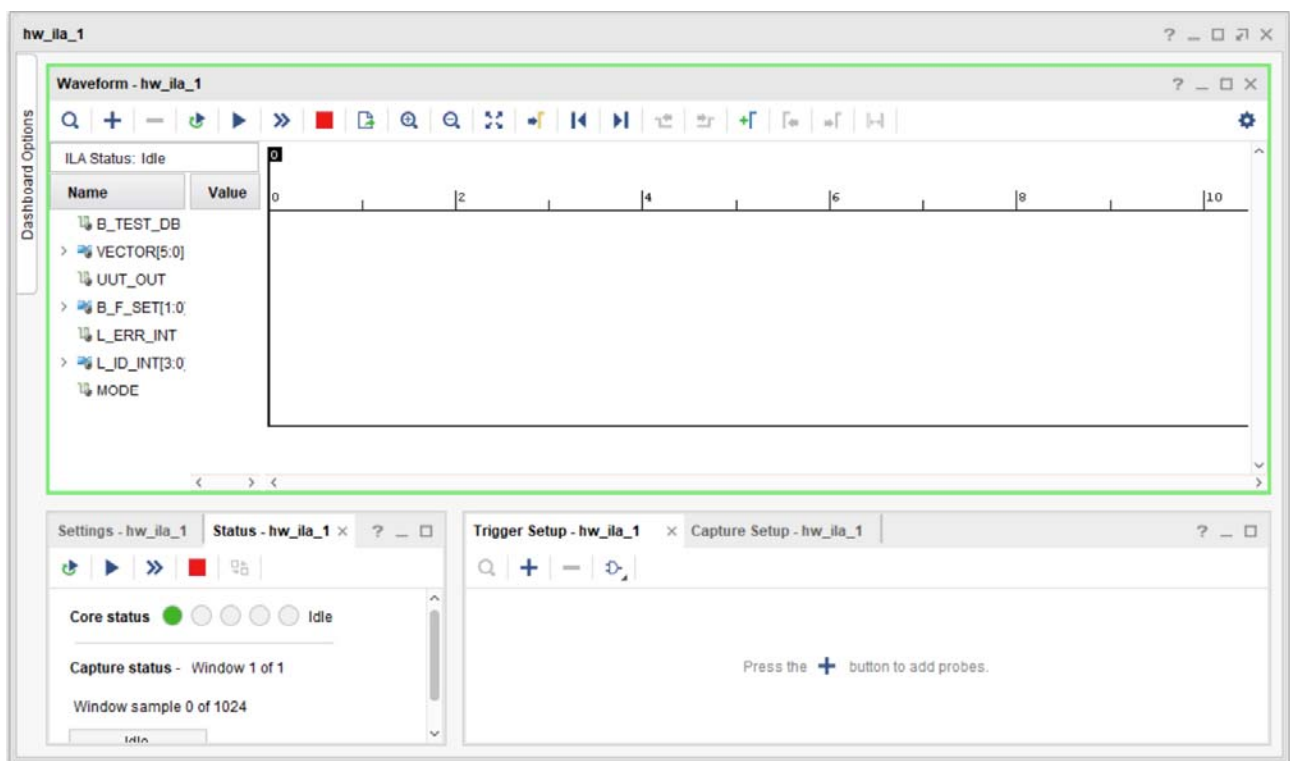 hw_ila_1
Dashboard Options
Waveform - hw_ila_1
ILA Status: Idle
Name Value
0
0 2 4 6 8 10
B_TEST_DB
VECTOR[5:0]
UUT_OUT
B_F_SET[1:0]
L_ERR_INT
L_ID_INT[3:0
MODE
Settings - hw_ila_1 Status - hw_ila_1
Core status Idle
Capture status - Window 1 of 1
Window sample 0 of 1024
Idle
Trigger Setup - hw_ila_1 Capture Setup - hw_ila_1
Press the + button to add probes.